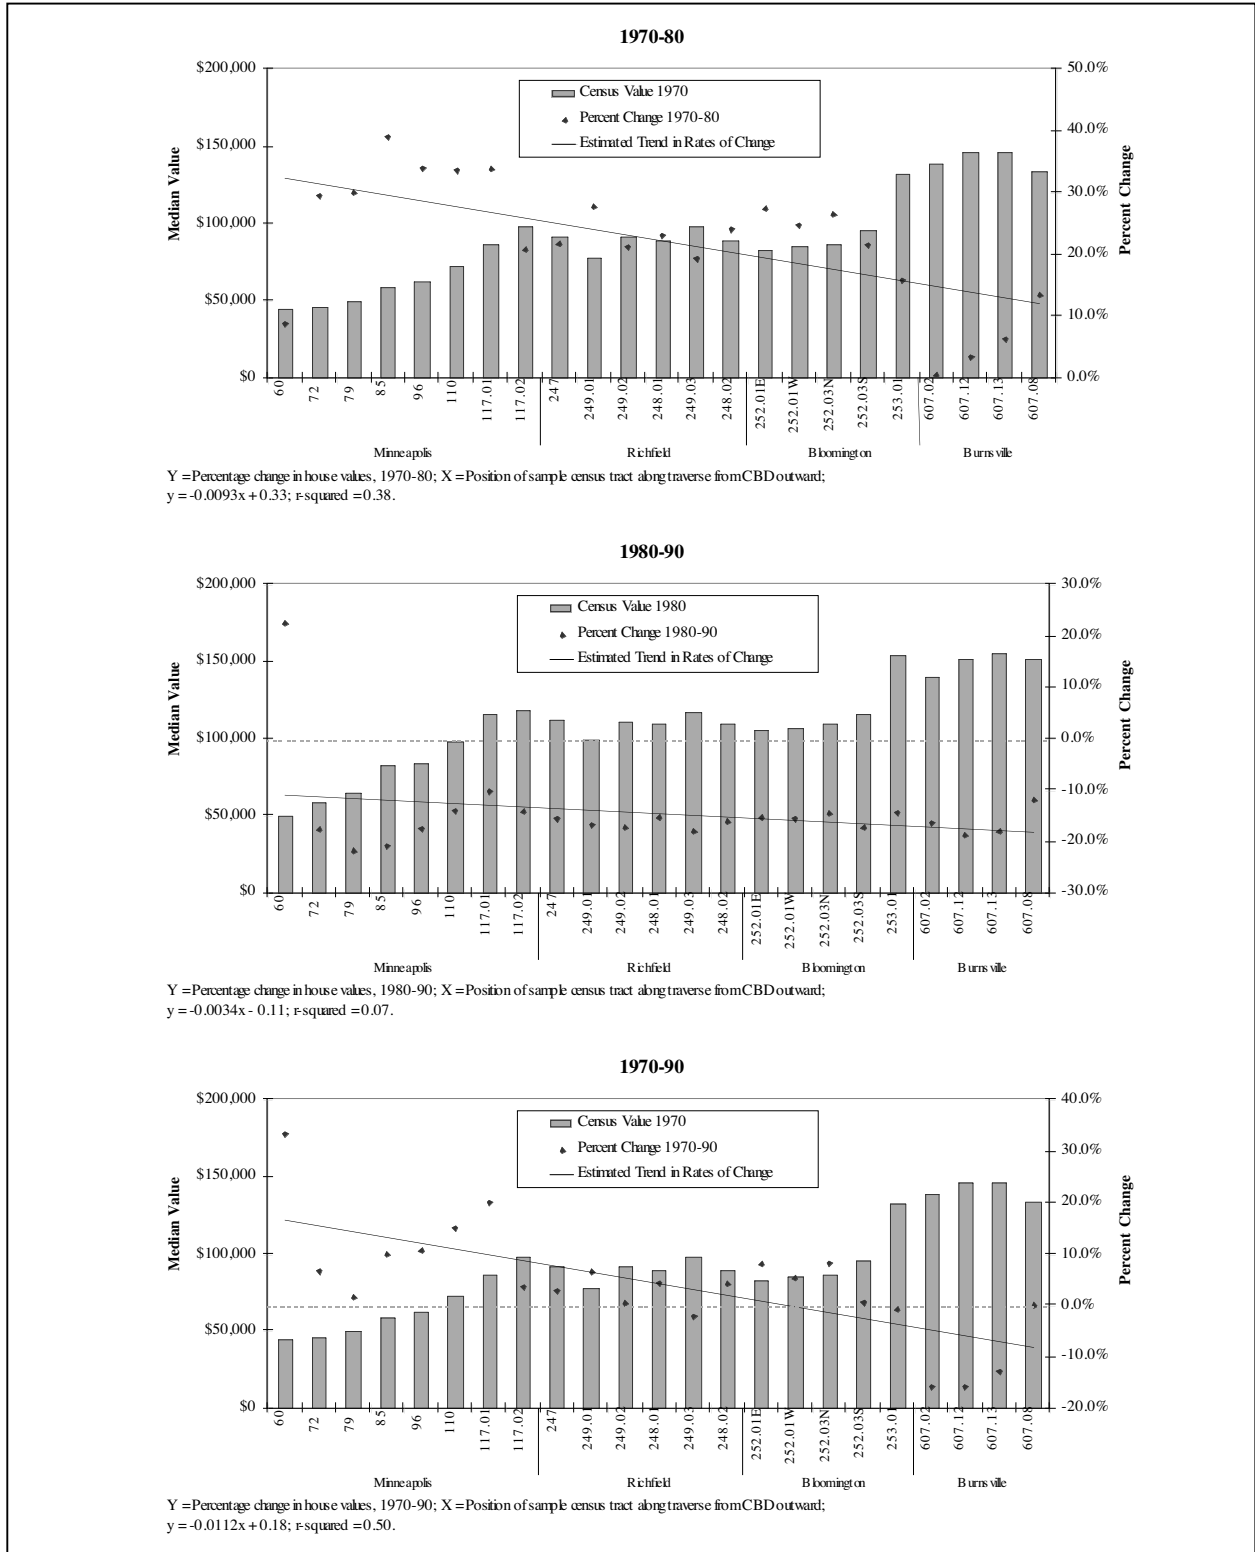 1970-80
$200,000
$150,000
$100,000
$50,000
$0
Median Value
Census Value 1970
Percent Change 1970-80
Estimated Trend in Rates of Change
50.0%
40.0%
30.0%
20.0%
10.0%
0.0%
Percent Change
60
72
79
85
96
110
117.01
117.02
247
249.01
249.02
248.01
249.03
248.02
252.01E
252.01W
252.03N
252.03S
253.01
607.02
607.12
607.13
607.08
Minneapolis Richfield Bloomington Burnsville
Y = Percentage change in house values, 1970-80; X = Position of sample census tract along traverse from CBD outward;
y = -0.0093x + 0.33; r-squared = 0.38.
1980-90
$200,000
$150,000
$100,000
$50,000
$0
Median Value
Census Value 1980
Percent Change 1980-90
Estimated Trend in Rates of Change
30.0%
20.0%
10.0%
0.0%
-10.0%
-20.0%
-30.0%
Percent Change
60
72
79
85
96
110
117.01
117.02
247
249.01
249.02
248.01
249.03
248.02
252.01E
252.01W
252.03N
252.03S
253.01
607.02
607.12
607.13
607.08
Minneapolis Richfield Bloomington Burnsville
Y = Percentage change in house values, 1980-90; X = Position of sample census tract along traverse from CBD outward;
y = -0.0034x - 0.11; r-squared = 0.07.
1970-90
$200,000
$150,000
$100,000
$50,000
$0
Median Value
Census Value 1970
Percent Change 1970-90
Estimated Trend in Rates of Change
40.0%
30.0%
20.0%
10.0%
0.0%
-10.0%
-20.0%
Percent Change
60
72
79
85
96
110
117.01
117.02
247
249.01
249.02
248.01
249.03
248.02
252.01E
252.01W
252.03N
252.03S
253.01
607.02
607.12
607.13
607.08
Minneapolis Richfield Bloomington Burnsville
Y = Percentage change in house values, 1970-90; X = Position of sample census tract along traverse from CBD outward;
y = -0.0112x + 0.18; r-squared = 0.50.